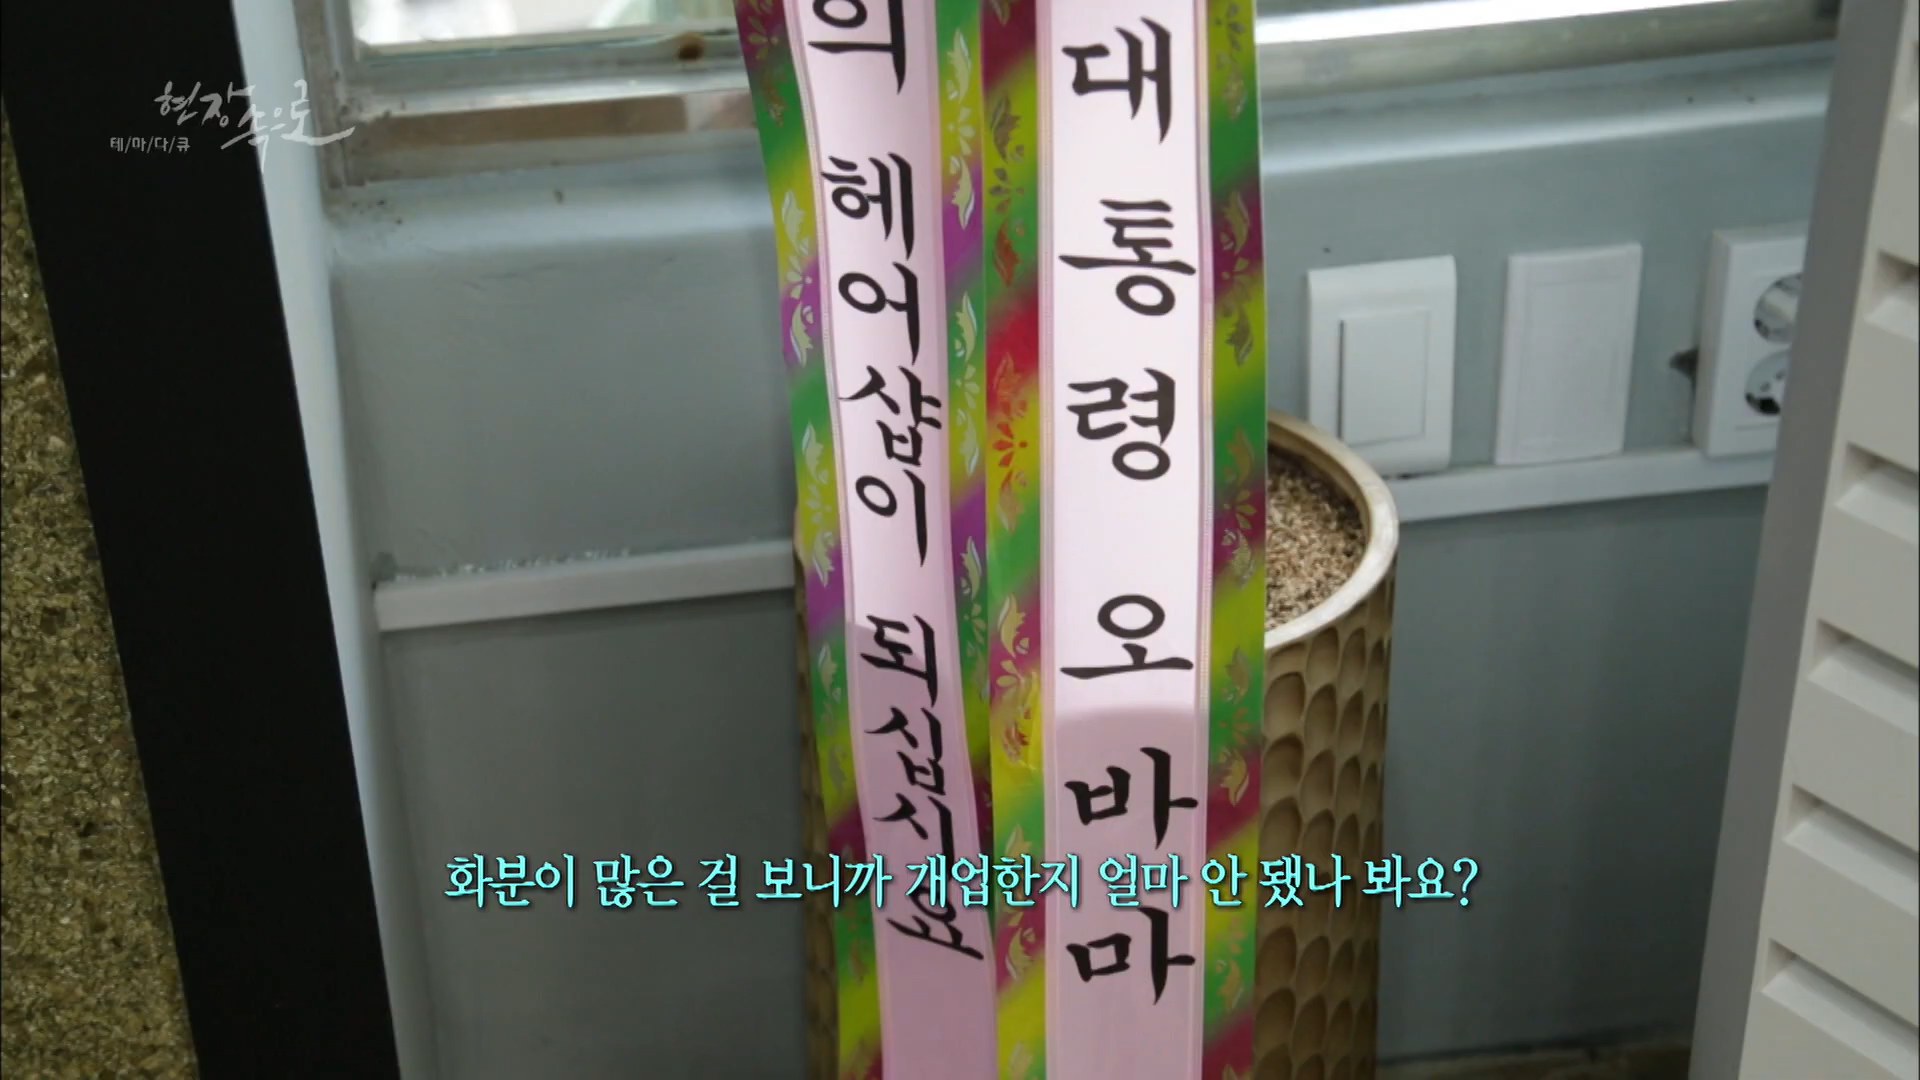 현장속으로
테/마/다/큐
의 헤어샵이 되십시요
대통령 오바마
화분이 많은 걸 보니까 개업한지 얼마 안 됐나 봐요?